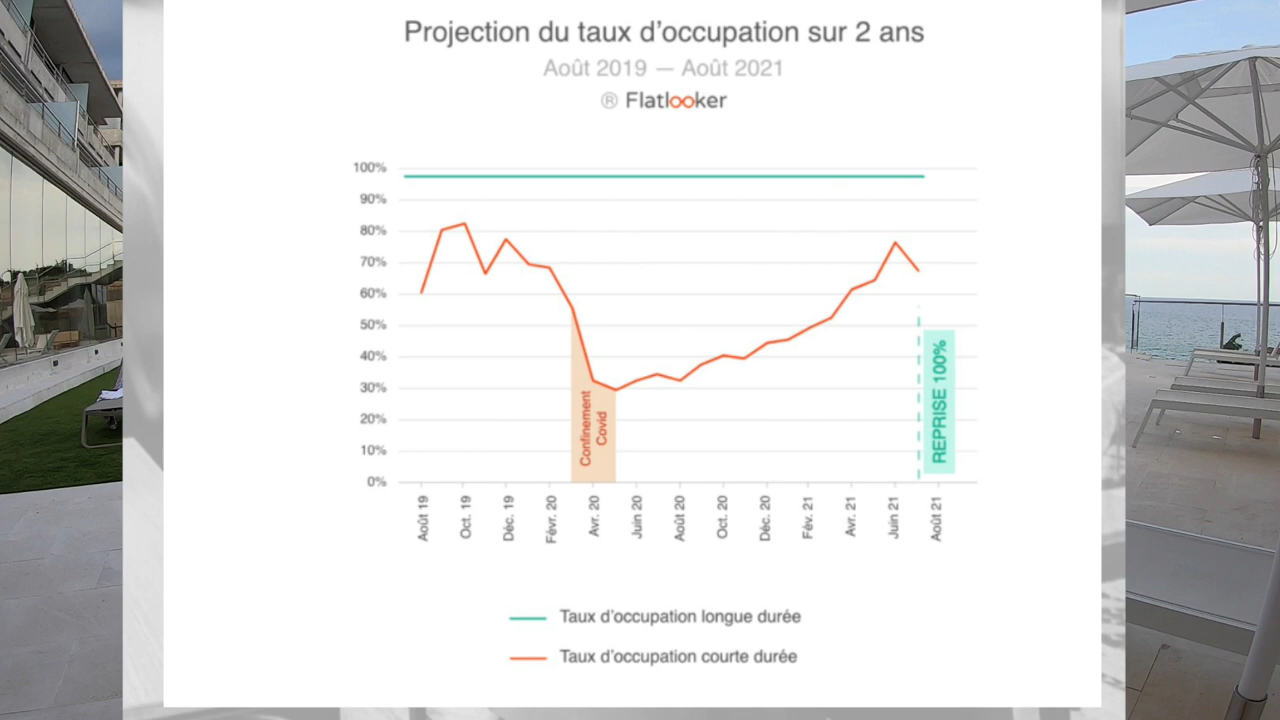 Projection du taux d’occupation sur 2 ans
Août 2019 — Août 2021
® Flatlooker
100%
90%
80%
70%
60%
50%
40%
30%
20%
10%
0%
Confinement
Covid
REPRISE 100%
Août 19
Oct. 19
Déc. 19
Févr. 20
Avr. 20
Juin 20
Août 20
Oct. 20
Déc. 20
Fév. 21
Avr. 21
Juin 21
Août 21
Taux d’occupation longue durée
Taux d’occupation courte durée